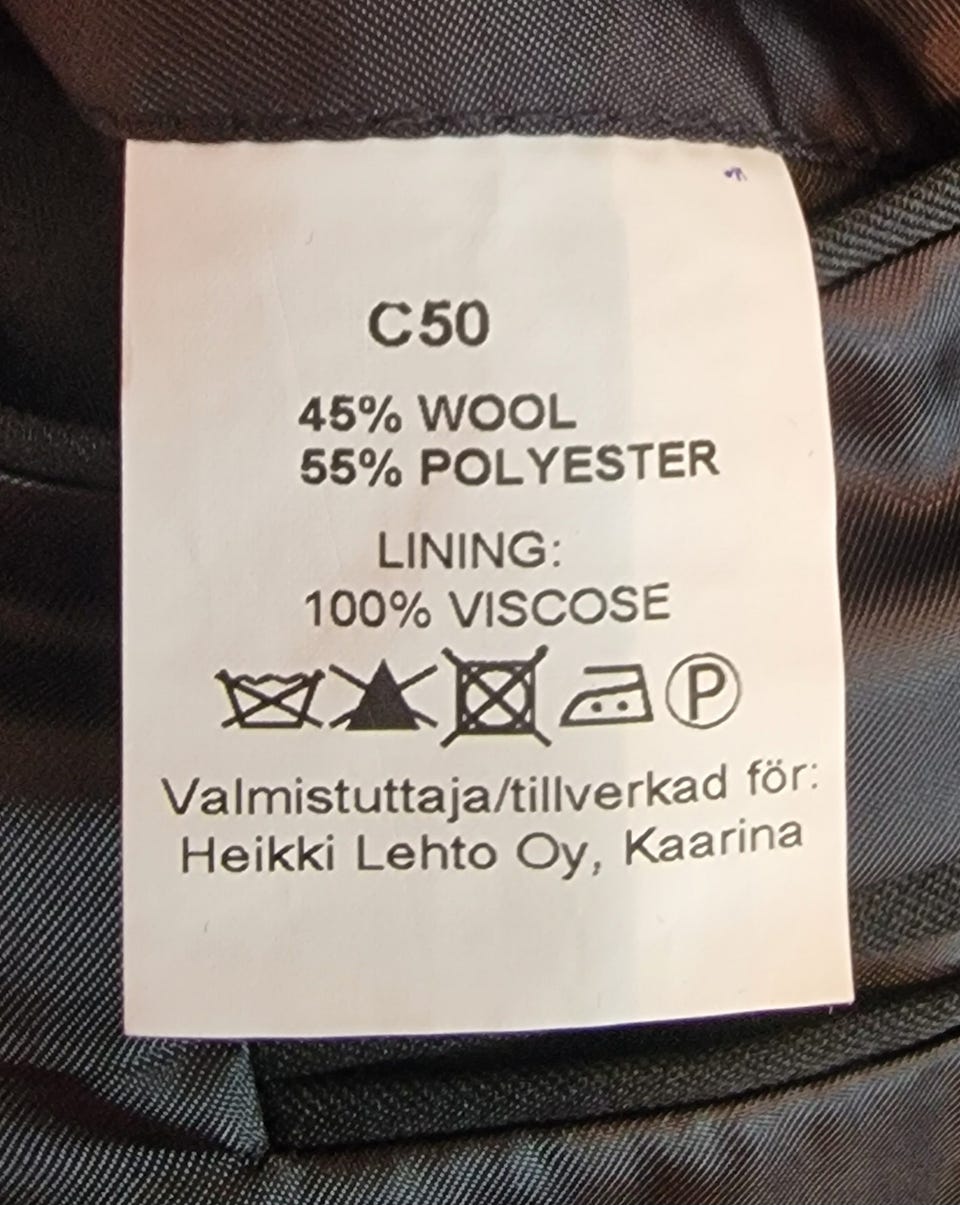 C50
45% WOOL
55% POLYESTER
LINING:
100% VISCOSE
P
Valmistuttaja/tillverkad för:
Heikki Lehto Oy, Kaarina